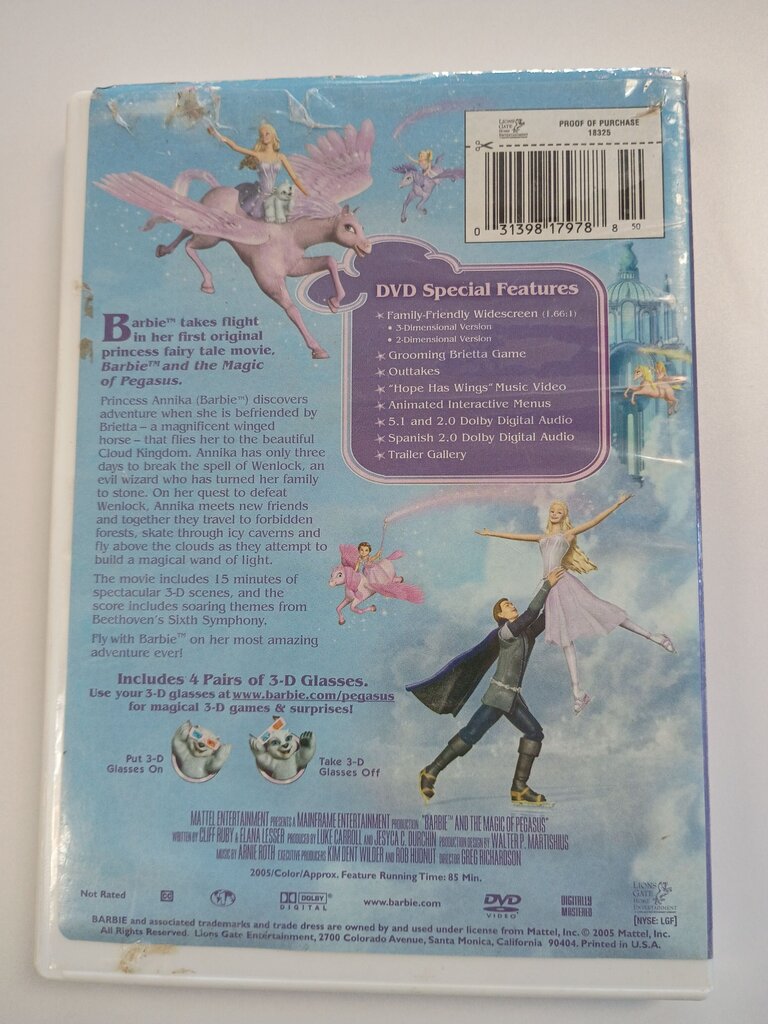 LIONS
GATE
HOME
ENTERTAINMENT
PROOF OF PURCHASE
18325
0 31398 17978 8 50
DVD Special Features
Family-Friendly Widescreen (1.66:1)
• 3-Dimensional Version
• 2-Dimensional Version
Grooming Brietta Game
Outtakes
"Hope Has Wings" Music Video
Animated Interactive Menus
5.1 and 2.0 Dolby Digital Audio
Spanish 2.0 Dolby Digital Audio
Trailer Gallery
Barbie™ takes flight
in her first original
princess fairy tale movie,
Barbie™ and the Magic
of Pegasus.
Princess Annika (Barbie™) discovers
adventure when she is befriended by
Brietta – a magnificent winged
horse – that flies her to the beautiful
Cloud Kingdom. Annika has only three
days to break the spell of Wenlock, an
evil wizard who has turned her family
to stone. On her quest to defeat
Wenlock, Annika meets new friends
and together they travel to forbidden
forests, skate through icy caverns and
fly above the clouds as they attempt to
build a magical wand of light.
The movie includes 15 minutes of
spectacular 3-D scenes, and the
score includes soaring themes from
Beethoven's Sixth Symphony.
Fly with Barbie™ on her most amazing
adventure ever!
Includes 4 Pairs of 3-D Glasses.
Use your 3-D glasses at www.barbie.com/pegasus
for magical 3-D games & surprises!
Put 3-D
Glasses On
Take 3-D
Glasses Off
MATTEL ENTERTAINMENT PRESENTS A MAINFRAME ENTERTAINMENT PRODUCTION "BARBIE™ AND THE MAGIC OF PEGASUS"
WRITTEN BY CLIFF RUBY & ELANA LESSER PRODUCED BY LUKE CARROLL AND JESYCA C. DURCHIN PRODUCTION DESIGN BY WALTER P. MARTISHIUS
MUSIC BY ARNIE ROTH EXECUTIVE PRODUCERS KIM DENT WILDER AND ROB HUDNUT DIRECTOR GREG RICHARDSON
2005/Color/Approx. Feature Running Time: 85 Min.
Not Rated
CC
DOLBY
DIGITAL
www.barbie.com
DVD
VIDEO
DIGITALLY
MASTERED
LIONS
GATE
HOME
ENTERTAINMENT
[NYSE: LGF]
BARBIE and associated trademarks and trade dress are owned by and used under license from Mattel, Inc. © 2005 Mattel, Inc.
All Rights Reserved. Lions Gate Entertainment, 2700 Colorado Avenue, Santa Monica, California 90404. Printed in U.S.A.